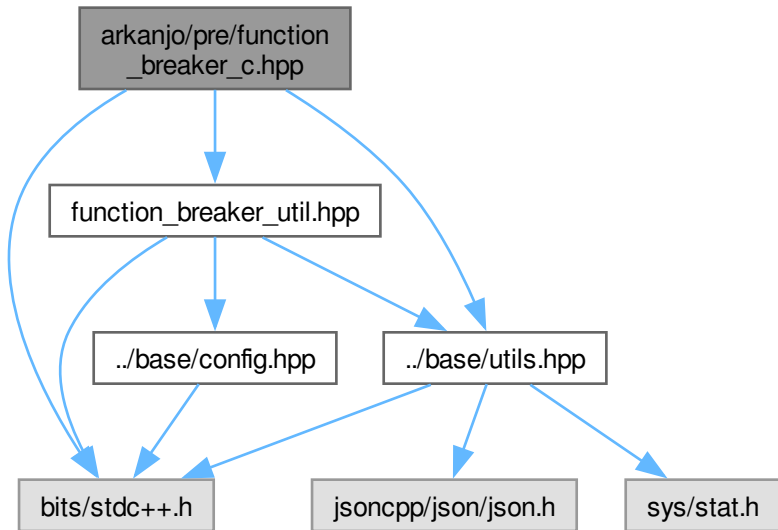 arkanjo/pre/function
_breaker_c.hpp
function_breaker_util.hpp
../base/config.hpp
../base/utils.hpp
bits/stdc++.h
jsoncpp/json/json.h
sys/stat.h